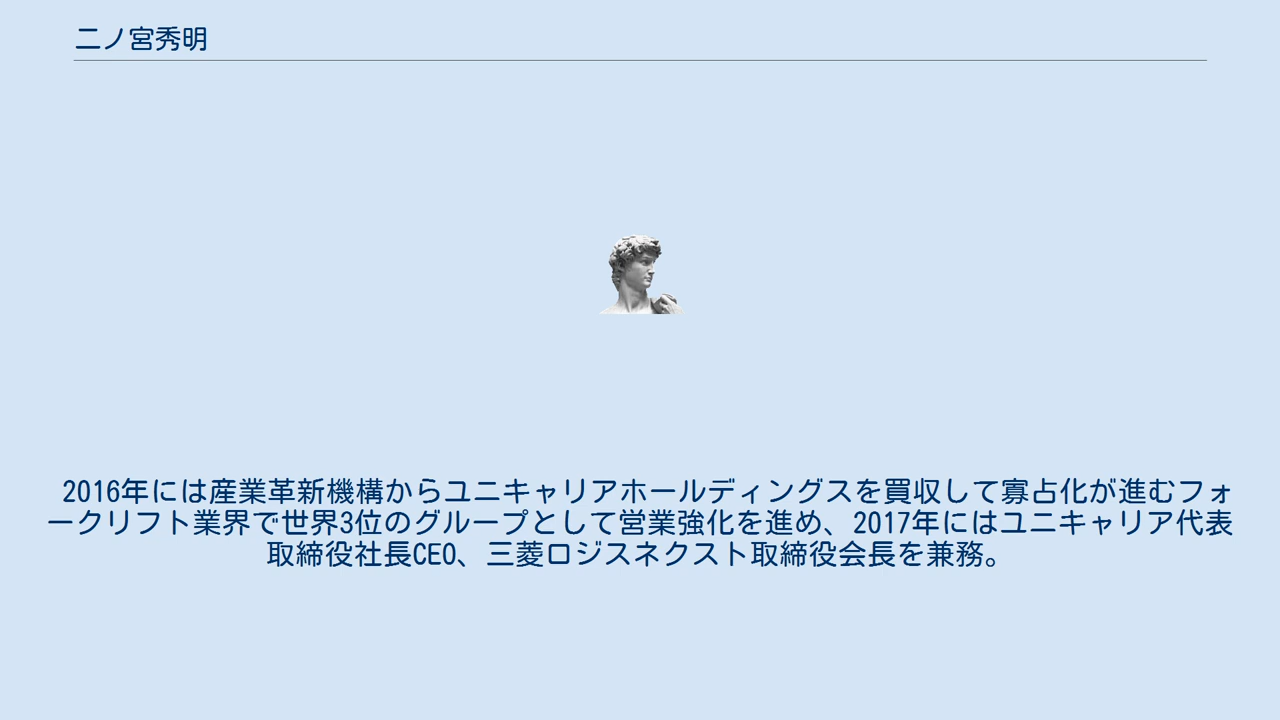 二ノ宮秀明
2016年には産業革新機構からユニキャリアホールディングスを買収して寡占化が進むフォ
ークリフト業界で世界3位のグループとして営業強化を進め、2017年にはユニキャリア代表
取締役社長CEO、三菱ロジスネクスト取締役会長を兼務。